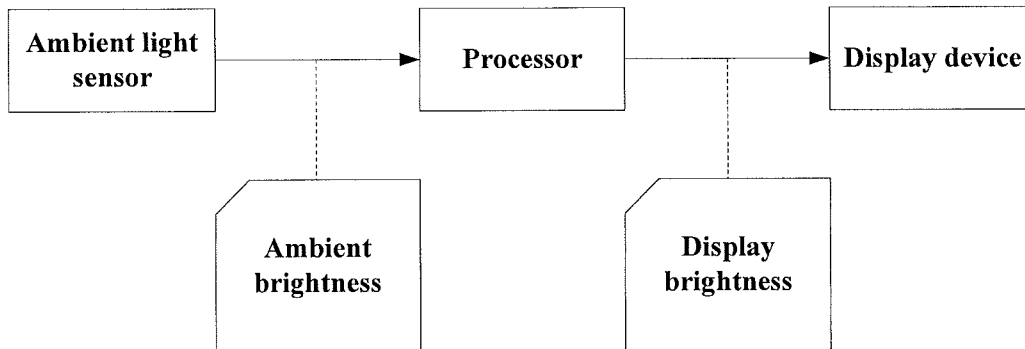 Ambient light
sensor
Processor
Display device
Ambient
brightness
Display
brightness